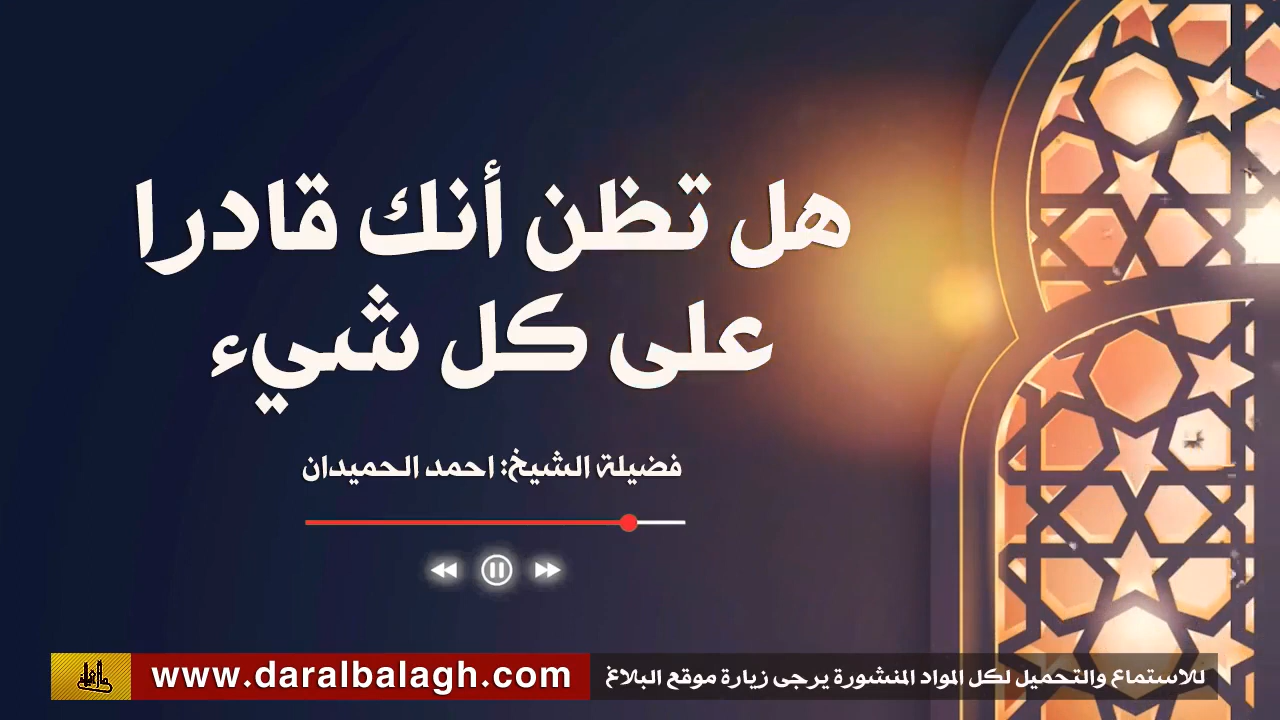 هل تظن أنك قادرا
على كل شيء
فضيلة الشيخ: احمد الحميدان
للاستماع والتحميل لكل المواد المنشورة يرجى زيارة موقع البلاغ
www.daralbalagh.com